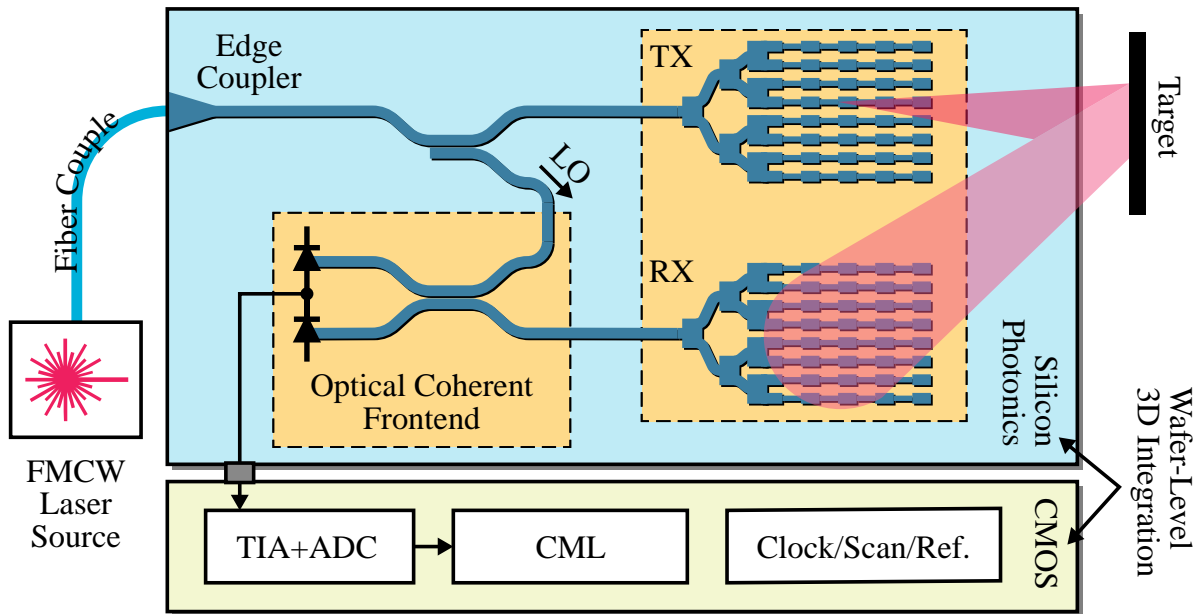 Edge
Coupler
TX
Target
Fiber Couple
LO
RX
Optical Coherent
Frontend
Silicon
Photonics
FMCW
Laser
Source
Wafer-Level
3D Integration
TIA+ADC
CML
Clock/Scan/Ref.
CMOS